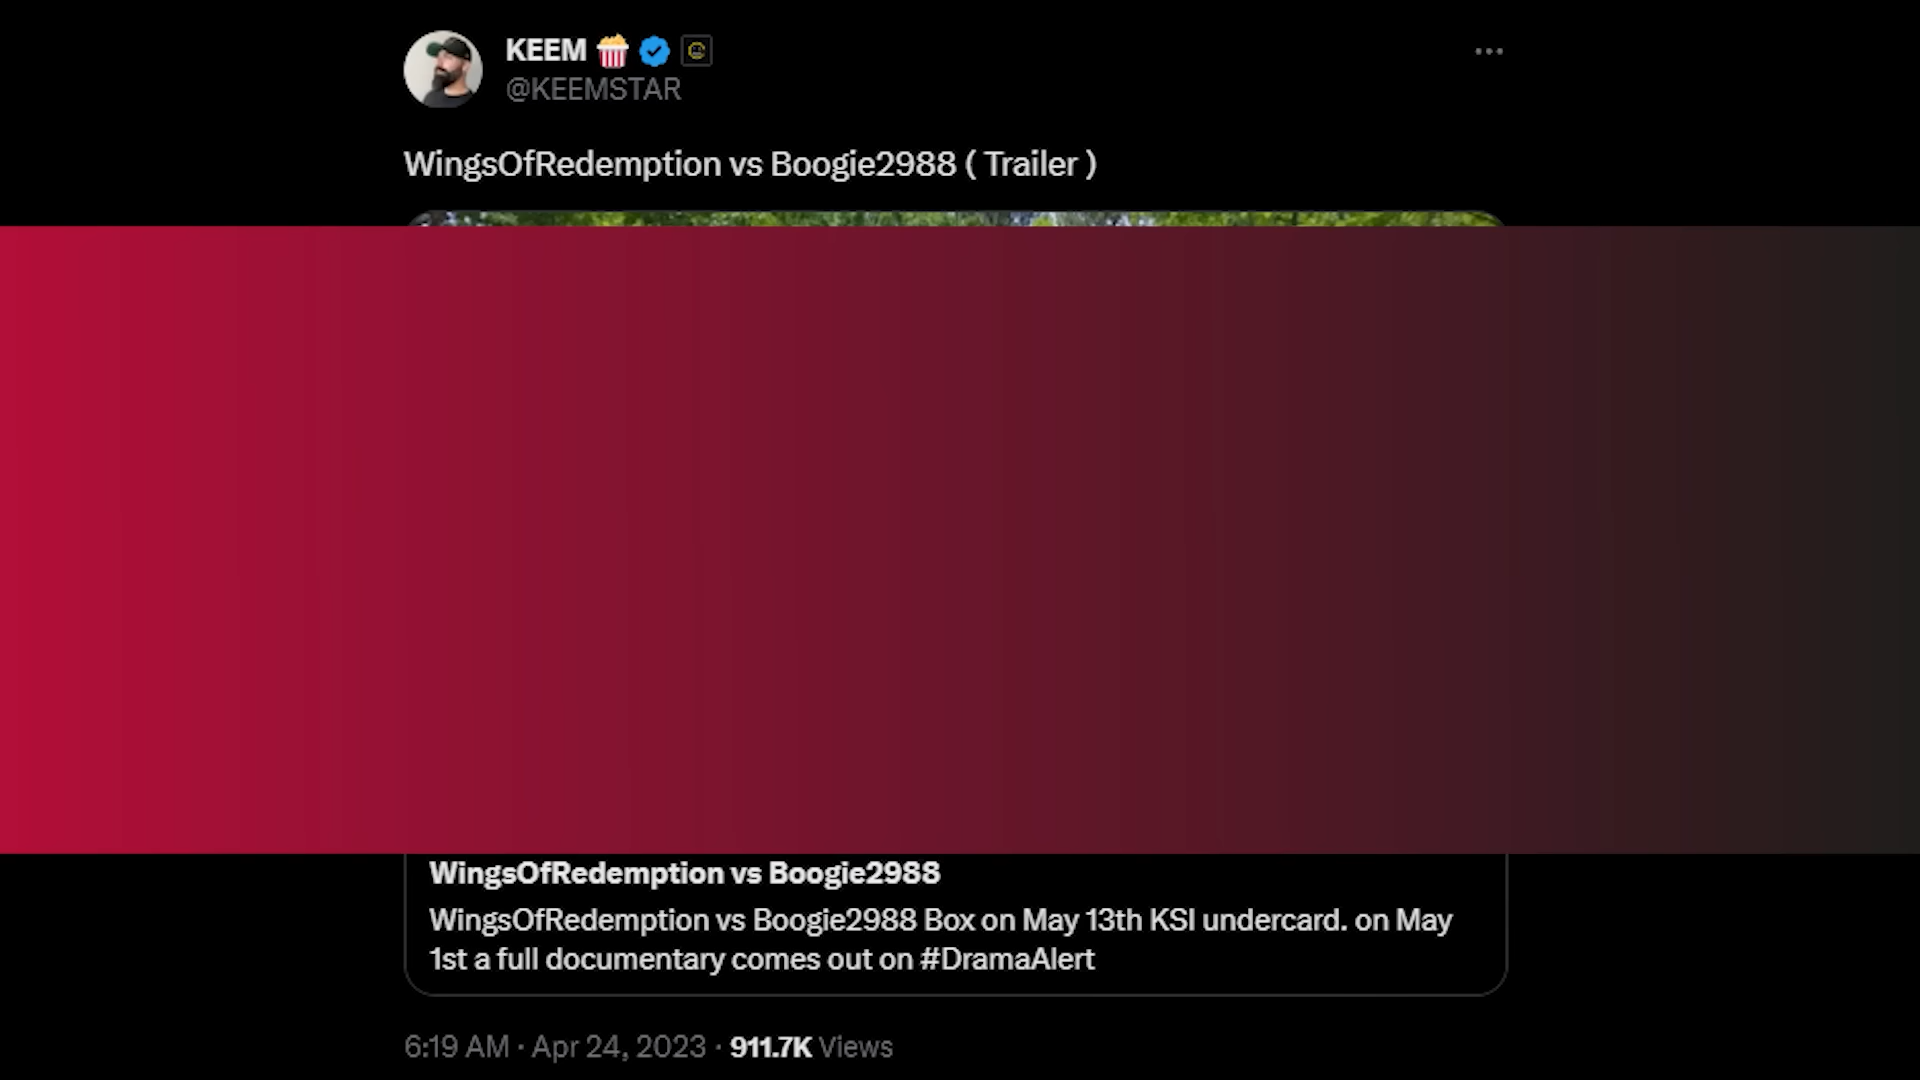 KEEM 🍿
@KEEMSTAR
WingsOfRedemption vs Boogie2988 ( Trailer )
WingsOfRedemption vs Boogie2988
WingsOfRedemption vs Boogie2988 Box on May 13th KSI undercard. on May
1st a full documentary comes out on #DramaAlert
6:19 AM · Apr 24, 2023 · 911.7K Views